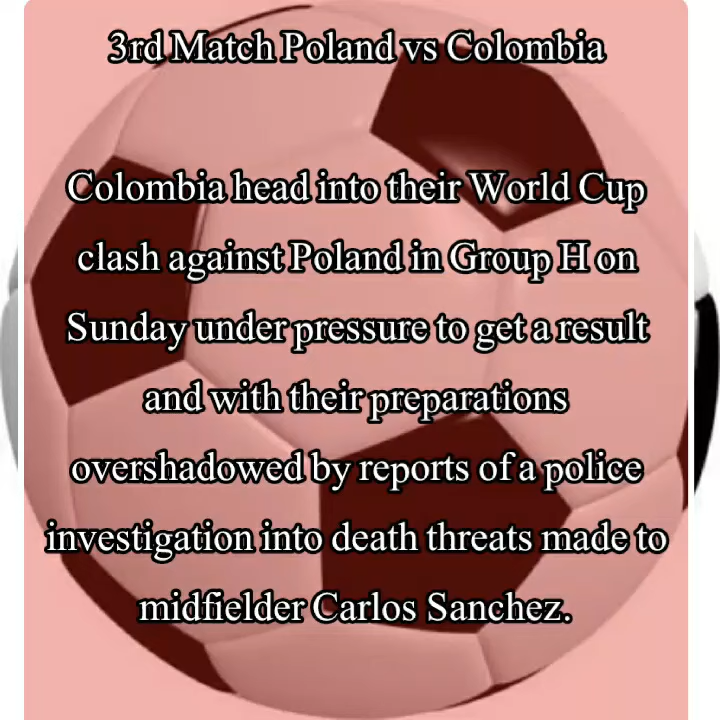 3rd Match Poland vs Colombia
Colombia head into their World Cup
clash against Poland in Group H on
Sunday under pressure to get a result
and with their preparations
overshadowed by reports of a police
investigation into death threats made to
midfielder Carlos Sanchez.